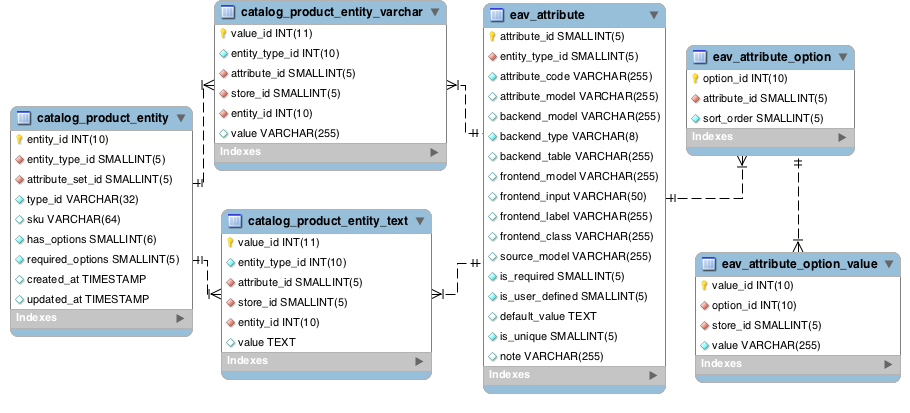 catalog_product_entity
entity_id INT(10)
entity_type_id SMALLINT(5)
attribute_set_id SMALLINT(5)
type_id VARCHAR(32)
sku VARCHAR(64)
has_options SMALLINT(6)
required_options SMALLINT(5)
created_at TIMESTAMP
updated_at TIMESTAMP
Indexes
catalog_product_entity_varchar
value_id INT(11)
entity_type_id INT(10)
attribute_id SMALLINT(5)
store_id SMALLINT(5)
entity_id INT(10)
value VARCHAR(255)
Indexes
catalog_product_entity_text
value_id INT(11)
entity_type_id INT(10)
attribute_id SMALLINT(5)
store_id SMALLINT(5)
entity_id INT(10)
value TEXT
Indexes
eav_attribute
attribute_id SMALLINT(5)
entity_type_id SMALLINT(5)
attribute_code VARCHAR(255)
attribute_model VARCHAR(255)
backend_model VARCHAR(255)
backend_type VARCHAR(8)
backend_table VARCHAR(255)
frontend_model VARCHAR(255)
frontend_input VARCHAR(50)
frontend_label VARCHAR(255)
frontend_class VARCHAR(255)
source_model VARCHAR(255)
is_required SMALLINT(5)
is_user_defined SMALLINT(5)
default_value TEXT
is_unique SMALLINT(5)
note VARCHAR(255)
Indexes
eav_attribute_option
option_id INT(10)
attribute_id SMALLINT(5)
sort_order SMALLINT(5)
Indexes
eav_attribute_option_value
value_id INT(10)
option_id INT(10)
store_id SMALLINT(5)
value VARCHAR(255)
Indexes